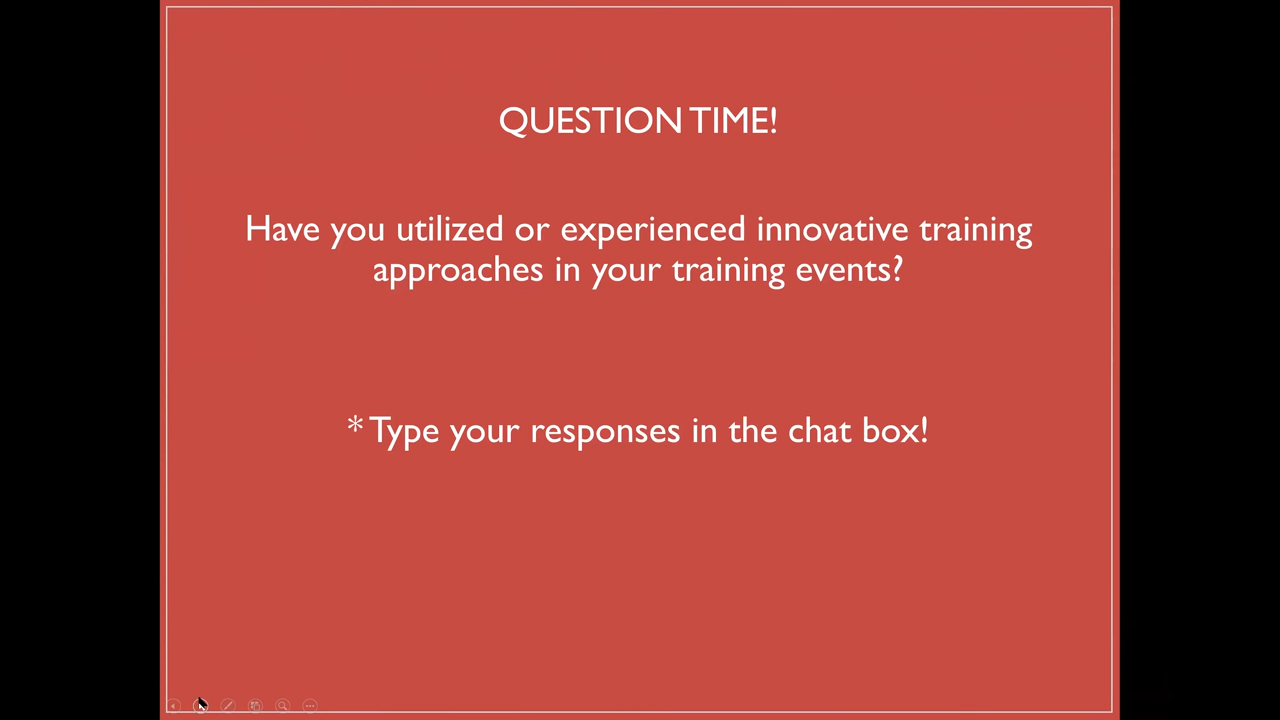 QUESTION TIME!
Have you utilized or experienced innovative training
approaches in your training events?
* Type your responses in the chat box!